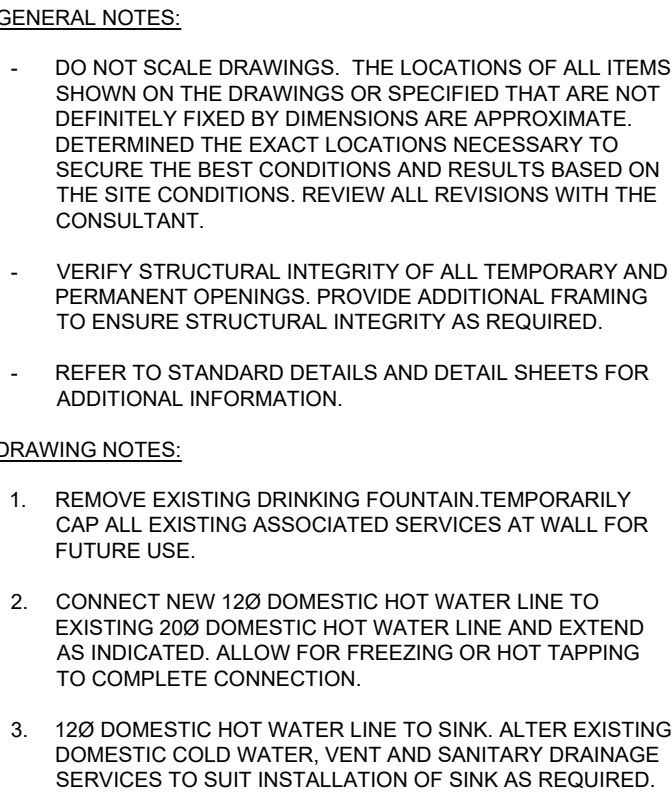 GENERAL NOTES:
- DO NOT SCALE DRAWINGS. THE LOCATIONS OF ALL ITEMS
SHOWN ON THE DRAWINGS OR SPECIFIED THAT ARE NOT
DEFINITELY FIXED BY DIMENSIONS ARE APPROXIMATE.
DETERMINED THE EXACT LOCATIONS NECESSARY TO
SECURE THE BEST CONDITIONS AND RESULTS BASED ON
THE SITE CONDITIONS. REVIEW ALL REVISIONS WITH THE
CONSULTANT.
- VERIFY STRUCTURAL INTEGRITY OF ALL TEMPORARY AND
PERMANENT OPENINGS. PROVIDE ADDITIONAL FRAMING
TO ENSURE STRUCTURAL INTEGRITY AS REQUIRED.
- REFER TO STANDARD DETAILS AND DETAIL SHEETS FOR
ADDITIONAL INFORMATION.
DRAWING NOTES:
1. REMOVE EXISTING DRINKING FOUNTAIN.TEMPORARILY
CAP ALL EXISTING ASSOCIATED SERVICES AT WALL FOR
FUTURE USE.
2. CONNECT NEW 12Ø DOMESTIC HOT WATER LINE TO
EXISTING 20Ø DOMESTIC HOT WATER LINE AND EXTEND
AS INDICATED. ALLOW FOR FREEZING OR HOT TAPPING
TO COMPLETE CONNECTION.
3. 12Ø DOMESTIC HOT WATER LINE TO SINK. ALTER EXISTING
DOMESTIC COLD WATER, VENT AND SANITARY DRAINAGE
SERVICES TO SUIT INSTALLATION OF SINK AS REQUIRED.